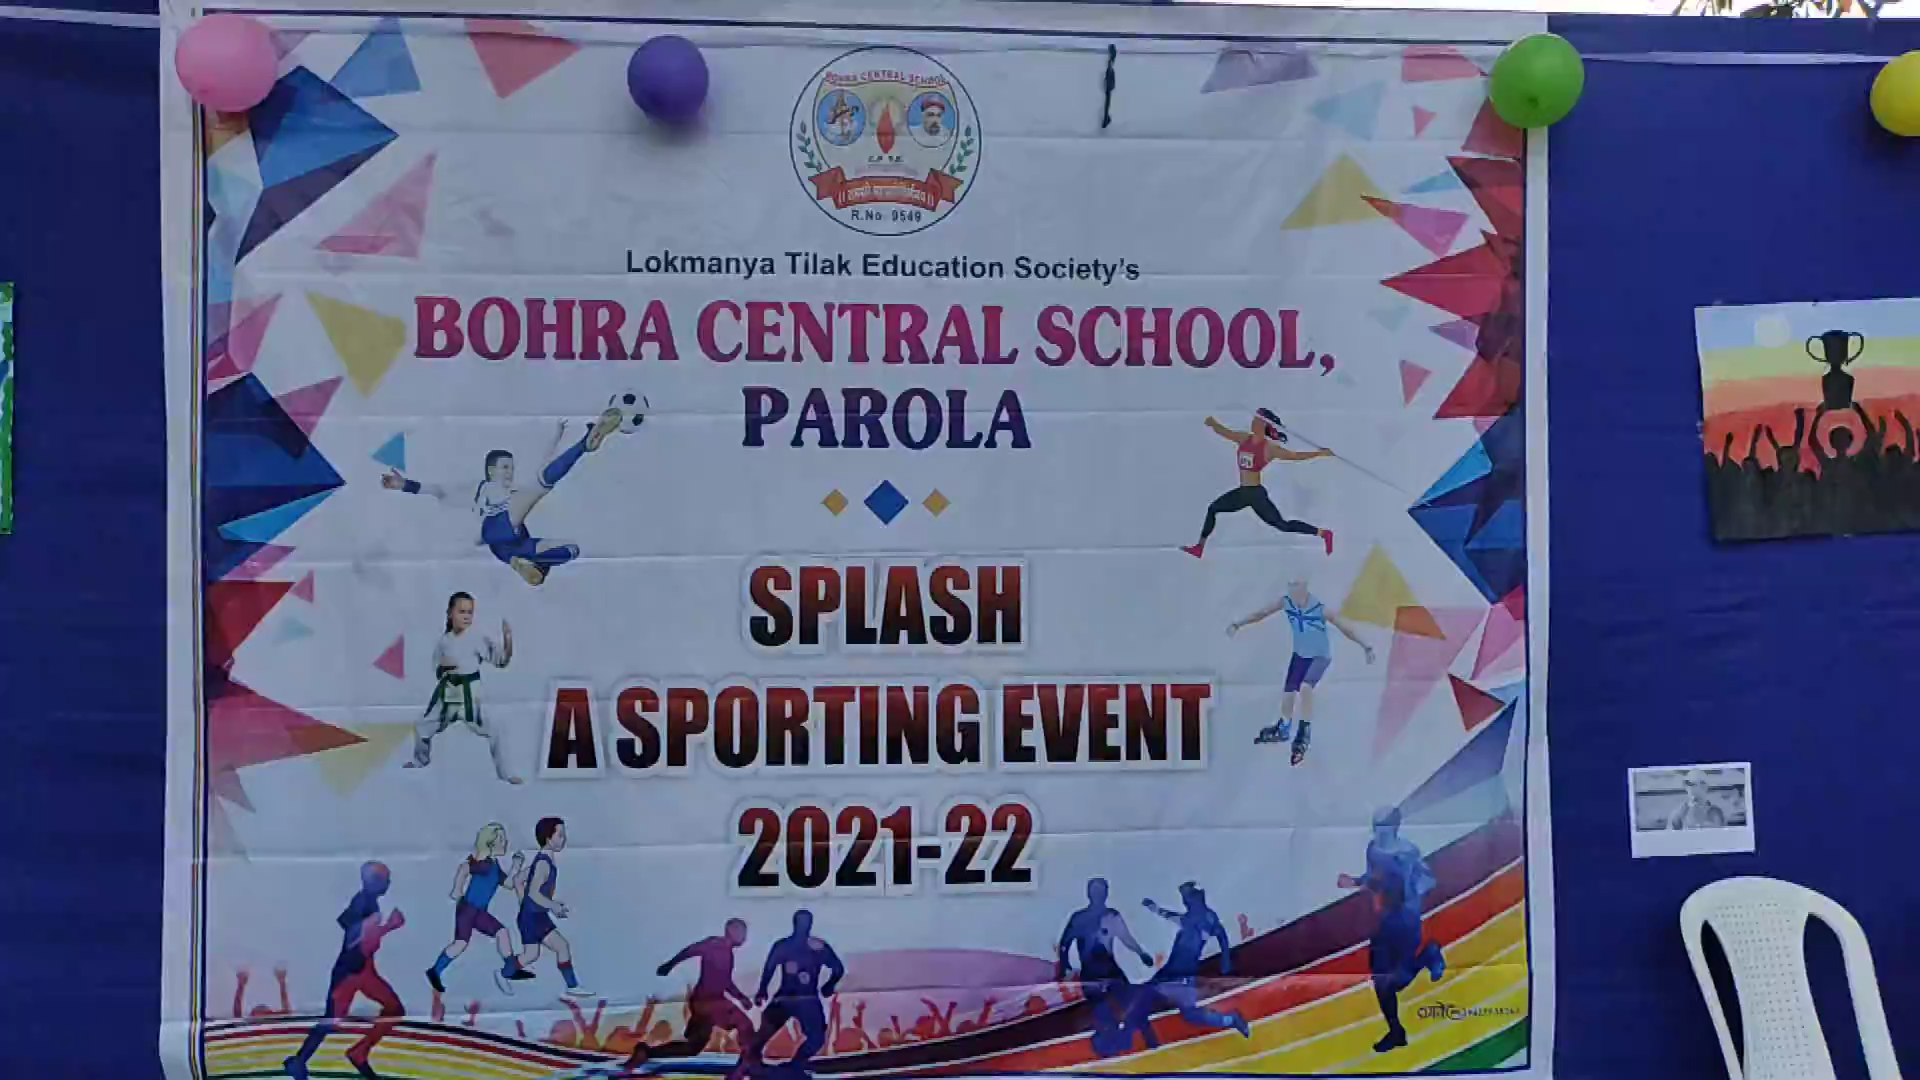 BOHRA CENTRAL SCHOOL
R.No. 9549
Lokmanya Tilak Education Society's
BOHRA CENTRAL SCHOOL,
PAROLA
SPLASH
A SPORTING EVENT
2021-22